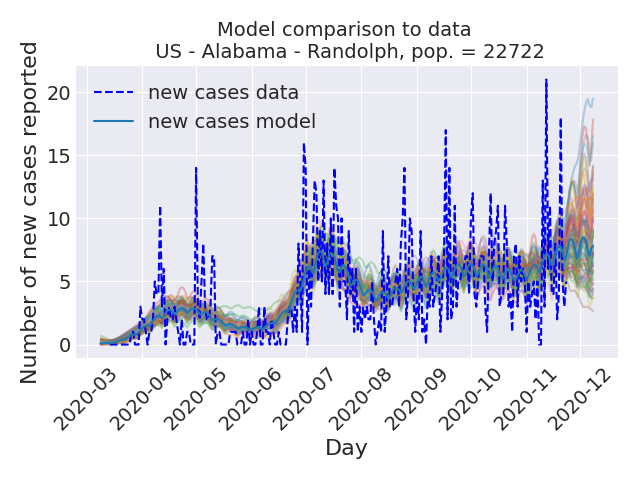 Model comparison to data
US - Alabama - Randolph, pop. = 22722
Number of new cases reported
20
15
10
5
0
new cases data
new cases model
2020-03
2020-04
2020-05
2020-06
2020-07
2020-08
2020-09
2020-10
2020-11
2020-12
Day